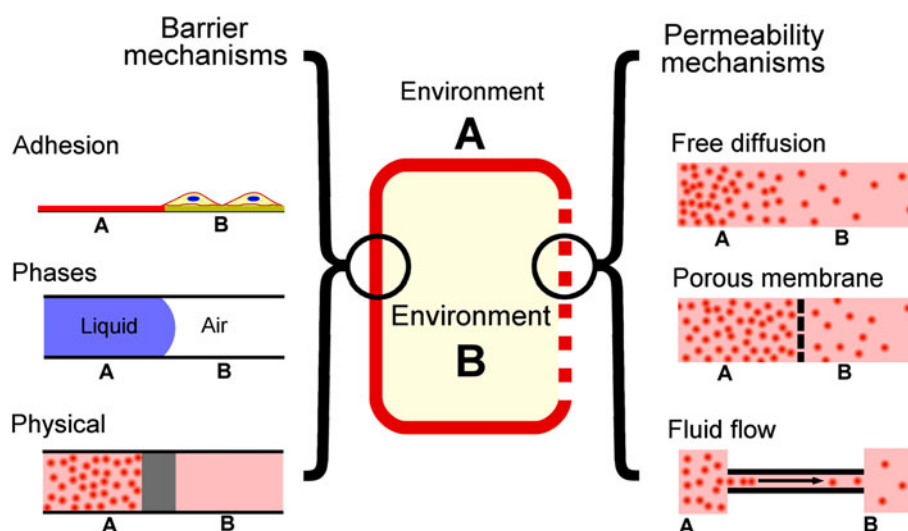 Barrier
mechanisms
Adhesion
A B
Phases
Liquid Air
A B
Physical
A B
Environment
A
Environment
B
Permeability
mechanisms
Free diffusion
A B
Porous membrane
A B
Fluid flow
A B